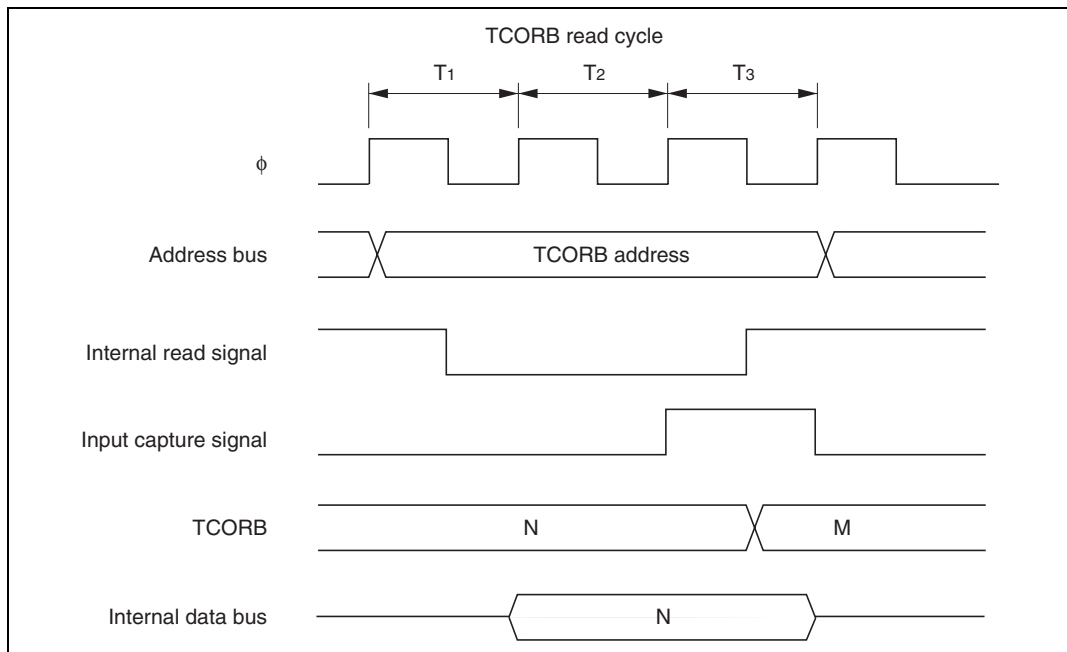 TCORB read cycle
T1 T2 T3
ϕ
Address bus TCORB address
Internal read signal
Input capture signal
TCORB N M
Internal data bus N